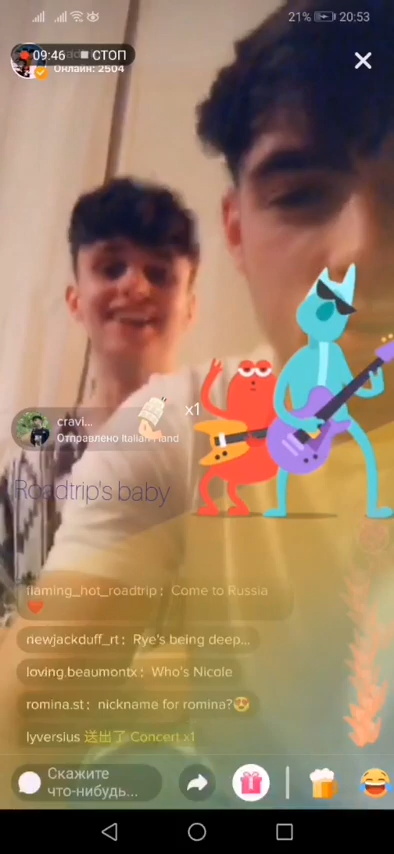 21% 20:53
09:46 СТОП
Онлайн: 2504
x1
cravi...
Отправлено Italian Hand
Roadtrip's baby
flaming_hot_roadtrip: Come to Russia ❤️
newjackduff_rt: Rye's being deep...
loving.beaumontx: Who's Nicole
romina.st: nickname for romina?😍
lyversius 送出了 Concert x1
Скажите
что-нибудь...